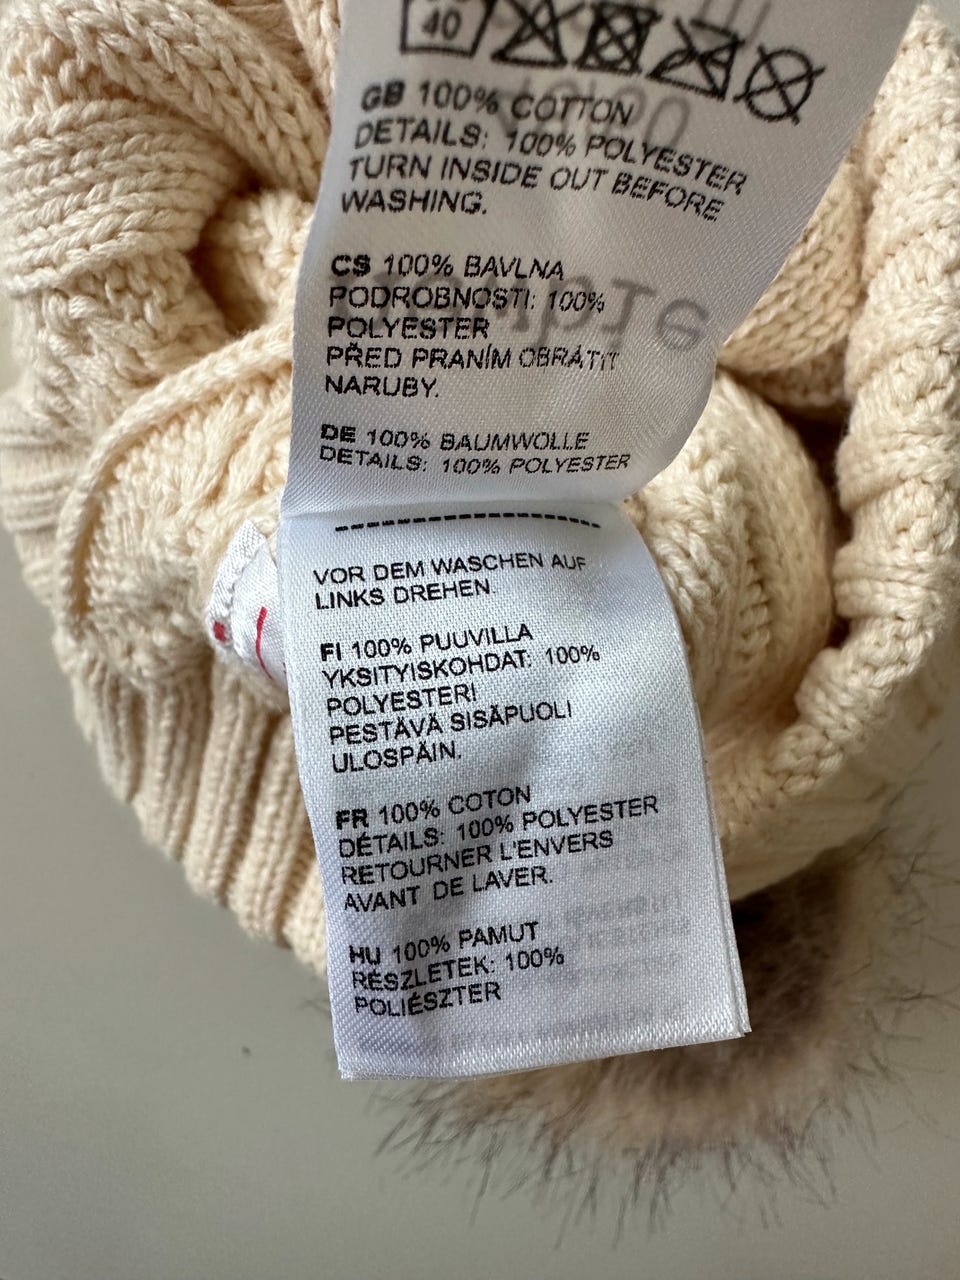 40
GB 100% COTTON
DETAILS: 100% POLYESTER
TURN INSIDE OUT BEFORE
WASHING.
CS 100% BAVLNA
PODROBNOSTI: 100%
POLYESTER
PŘED PRANÍM OBRÁTIT
NARUBY.
DE 100% BAUMWOLLE
DETAILS: 100% POLYESTER
VOR DEM WASCHEN AUF
LINKS DREHEN.
FI 100% PUUVILLA
YKSITYISKOHDAT: 100%
POLYESTERI
PESTÄVÄ SISÄPUOLI
ULOSPÄIN.
FR 100% COTON
DÉTAILS: 100% POLYESTER
RETOURNER L'ENVERS
AVANT DE LAVER.
HU 100% PAMUT
RÉSZLETEK: 100%
POLIÉSZTER